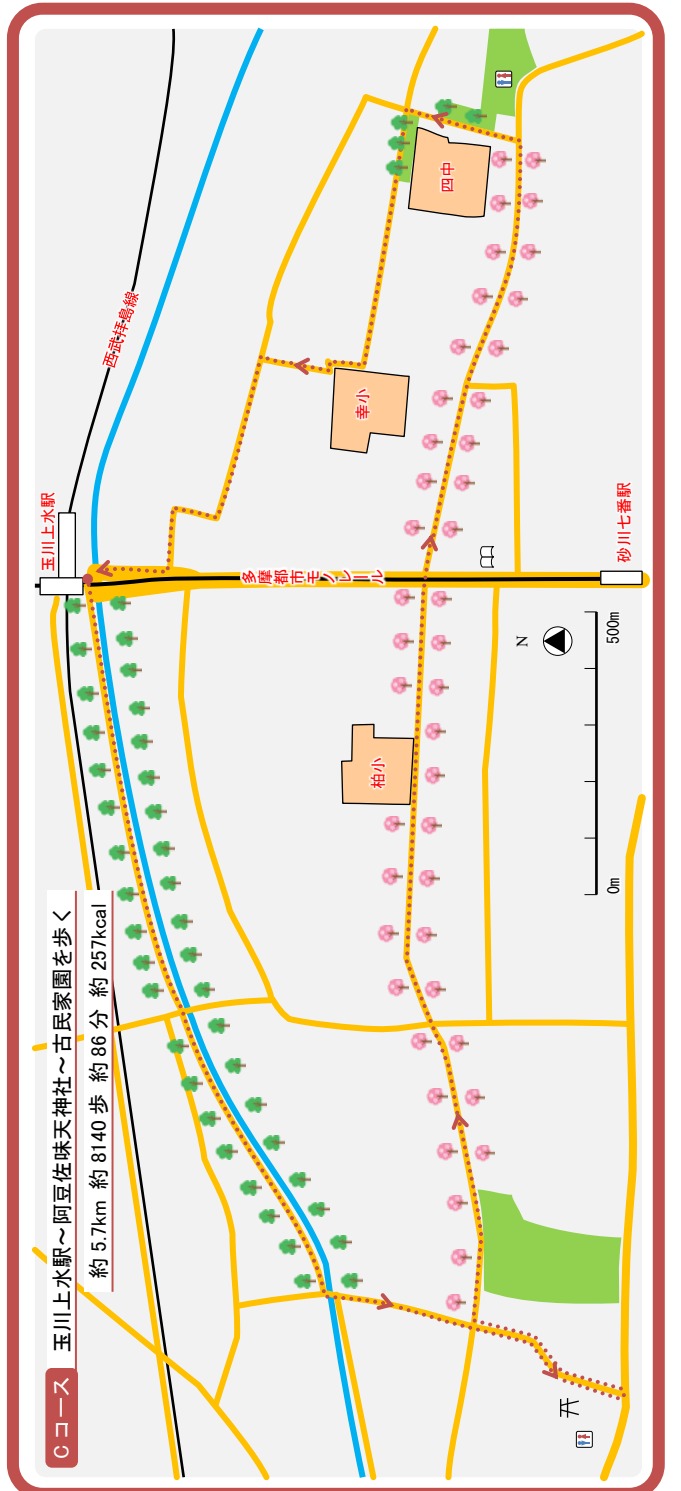 Cコース 玉川上水駅～阿豆佐味天神社～古民家園を歩く
約 5.7km 約 8140 歩 約 86 分 約 257kcal
西武拝島線
玉川上水駅
多摩都市モノレール
砂川七番駅
四中
幸小
柏小
N
0m
500m